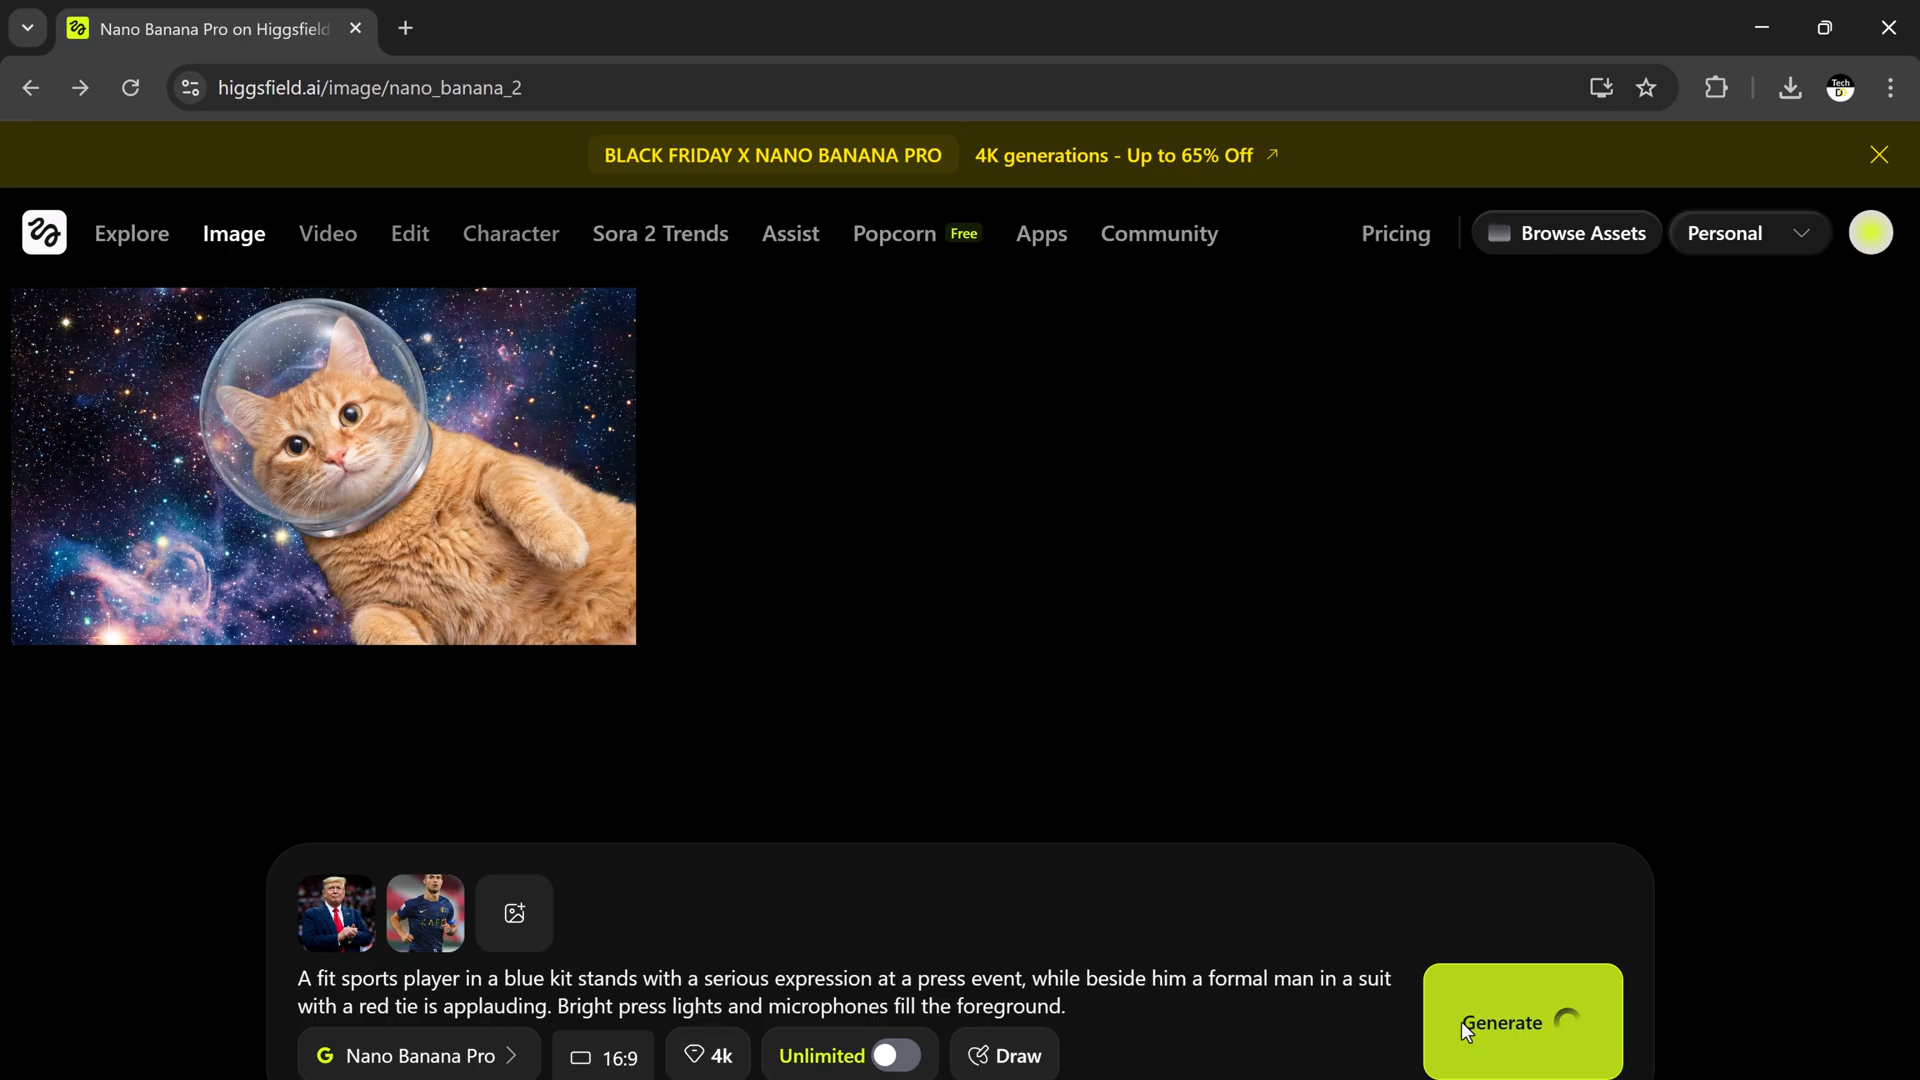 Nano Banana Pro on Higgsfield
higgsfield.ai/image/nano_banana_2
Tech
D
BLACK FRIDAY X NANO BANANA PRO 4K generations - Up to 65% Off
Explore Image Video Edit Character Sora 2 Trends Assist Popcorn Free Apps Community Pricing Browse Assets Personal
A fit sports player in a blue kit stands with a serious expression at a press event, while beside him a formal man in a suit
with a red tie is applauding. Bright press lights and microphones fill the foreground.
Generate
G Nano Banana Pro 16:9 4k Unlimited Draw